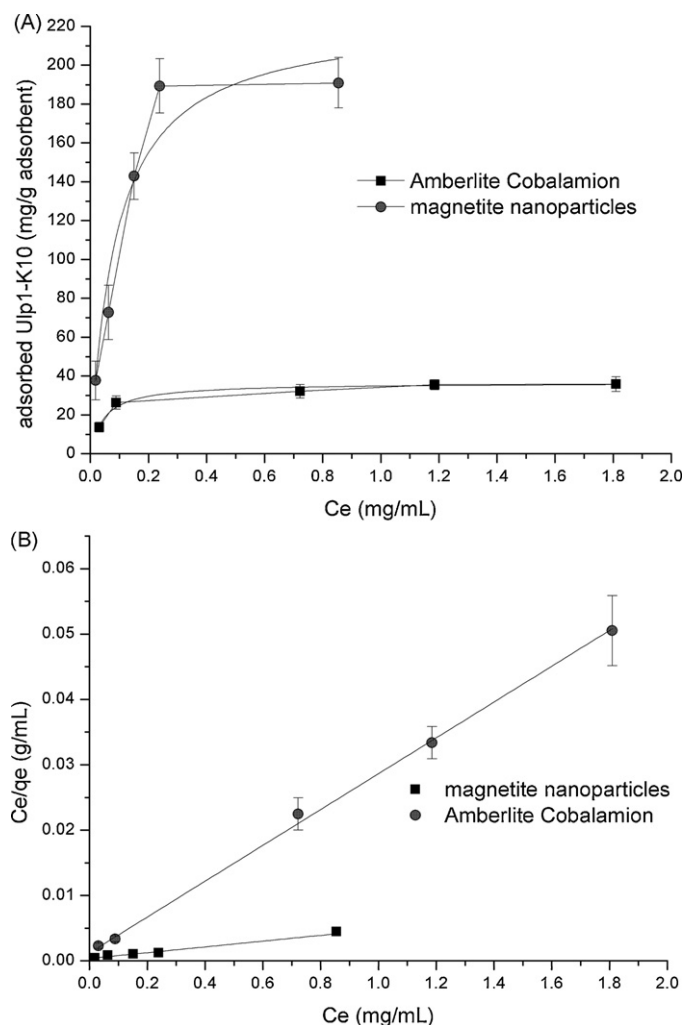 (A)
220
200
180
160
140
120
100
80
60
40
20
0
adsorbed Ulp1-K10 (mg/g adsorbent)
Amberlite Cobalamion
magnetite nanoparticles
0.0 0.2 0.4 0.6 0.8 1.0 1.2 1.4 1.6 1.8 2.0
Ce (mg/mL)
(B)
0.06
0.05
0.04
0.03
0.02
0.01
0.00
Ce/qe (g/mL)
magnetite nanoparticles
Amberlite Cobalamion
0.0 0.2 0.4 0.6 0.8 1.0 1.2 1.4 1.6 1.8 2.0
Ce (mg/mL)